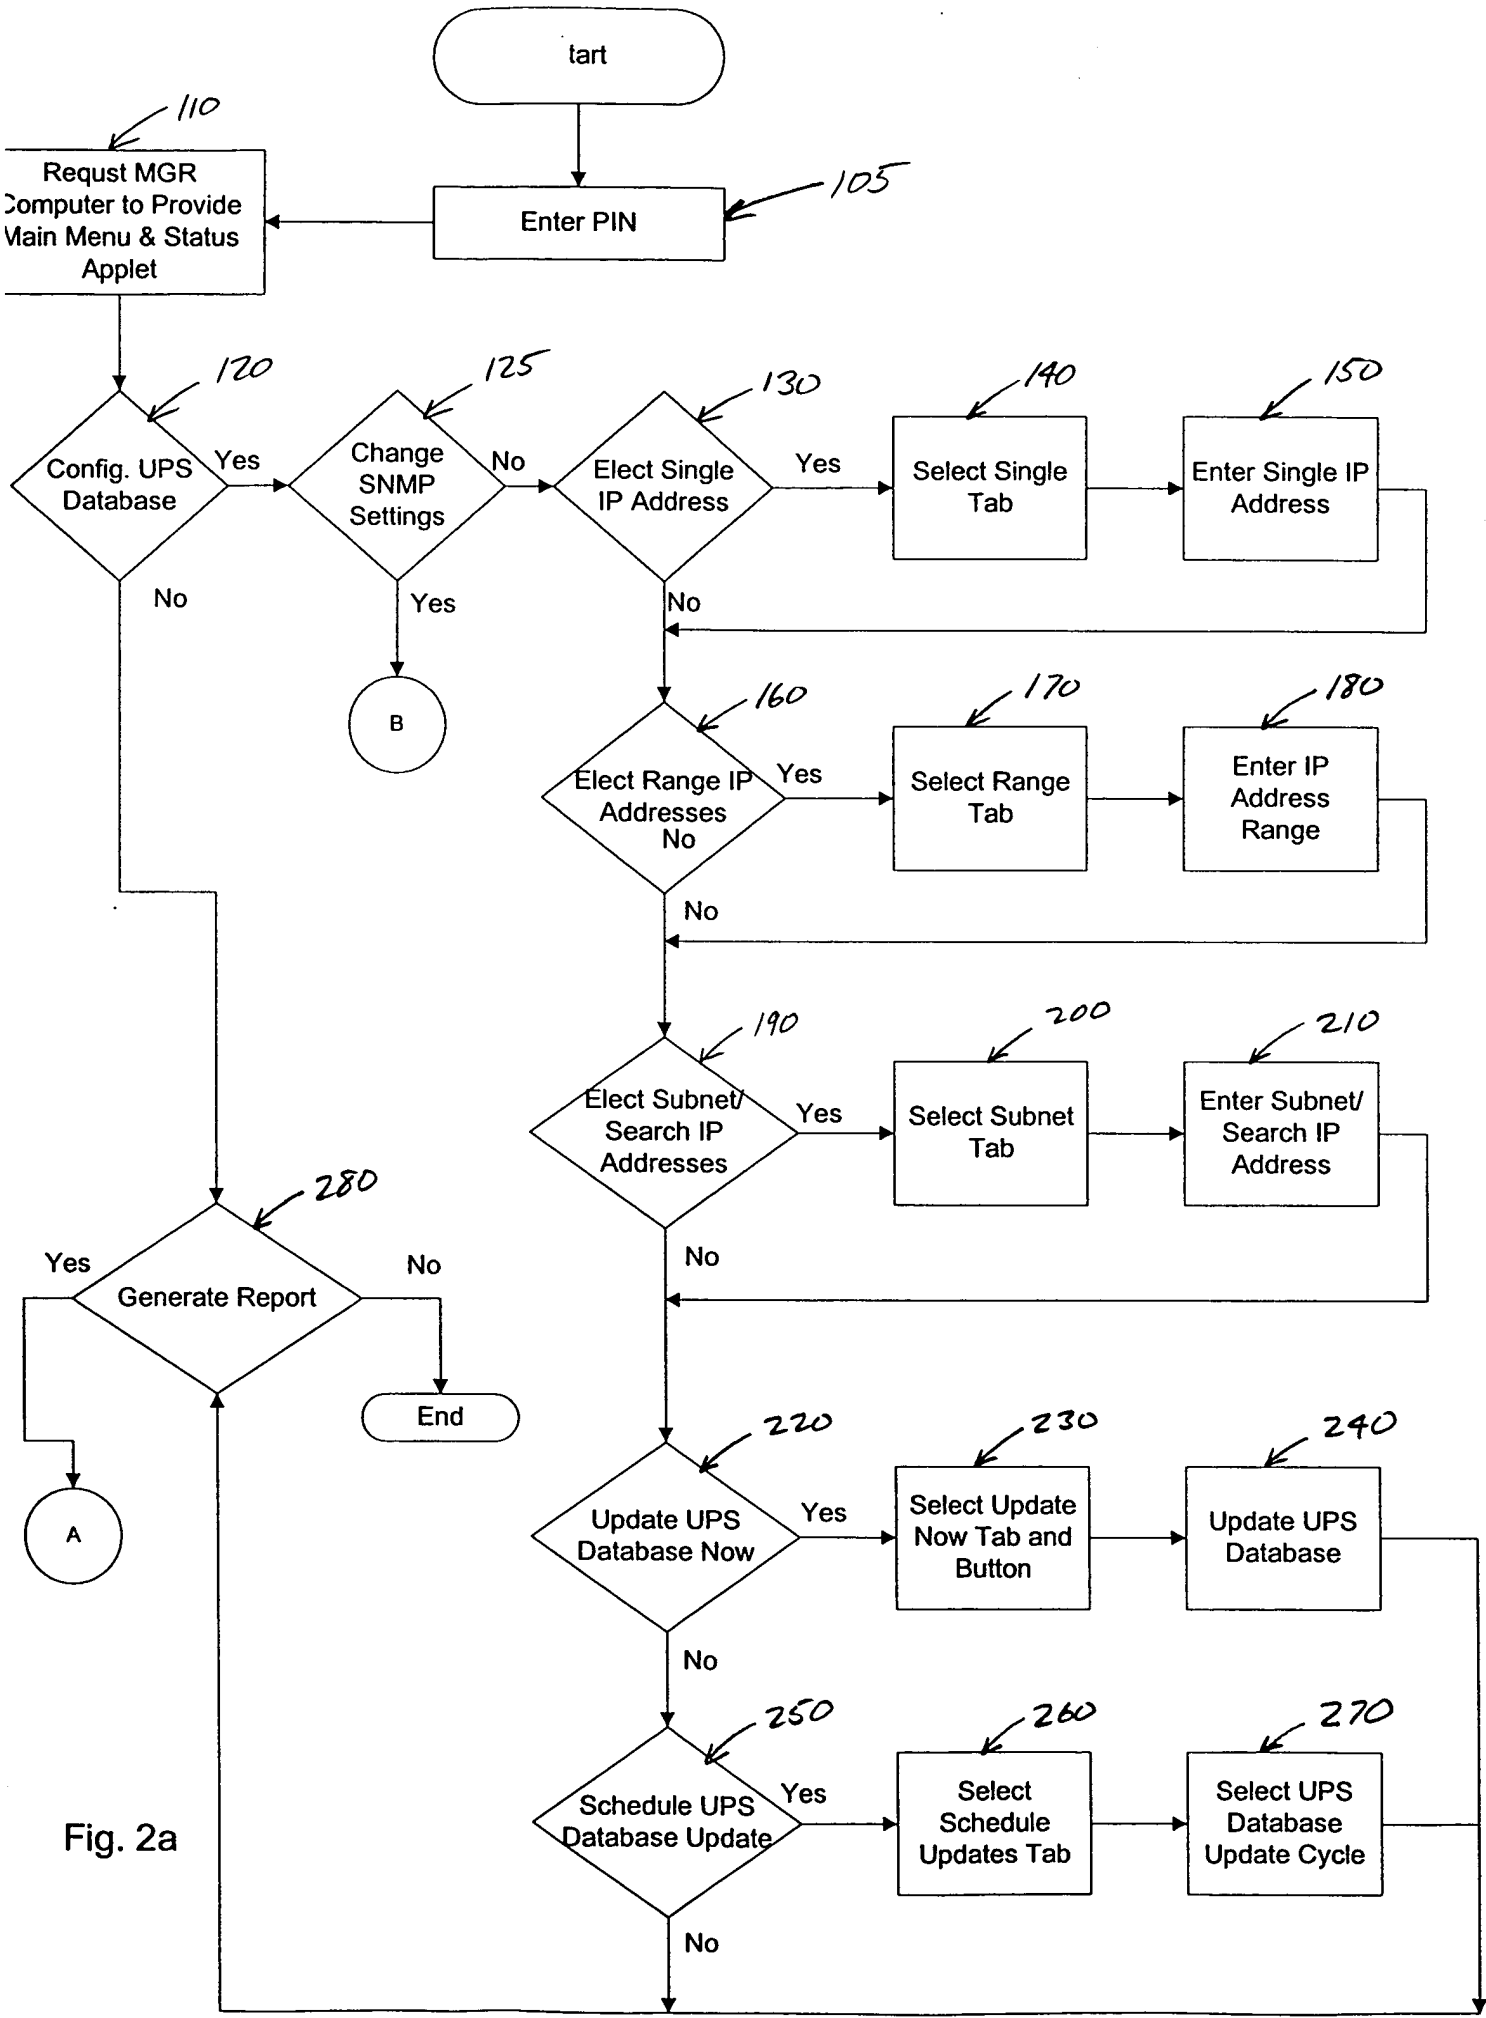 tart
110
Requst MGR
Computer to Provide
Main Menu & Status
Applet
Enter PIN
105
120
125
130
140
150
Config. UPS
Database
Yes
Change
SNMP
Settings
No
Elect Single
IP Address
Yes
Select Single
Tab
Enter Single IP
Address
No
Yes
No
B
160
170
180
Elect Range IP
Addresses
No
Yes
Select Range
Tab
Enter IP
Address
Range
No
190
200
210
Elect Subnet/
Search IP
Addresses
Yes
Select Subnet
Tab
Enter Subnet/
Search IP
Address
No
280
Yes
Generate Report
No
End
A
220
230
240
Update UPS
Database Now
Yes
Select Update
Now Tab and
Button
Update UPS
Database
No
250
260
270
Schedule UPS
Database Update
Yes
Select
Schedule
Updates Tab
Select UPS
Database
Update Cycle
No
Fig. 2a